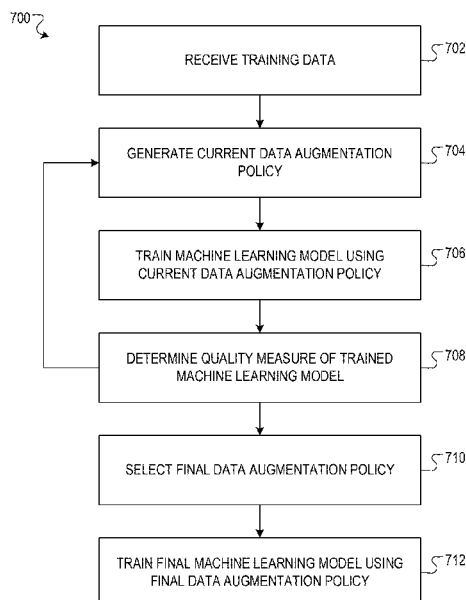 700
RECEIVE TRAINING DATA
702
GENERATE CURRENT DATA AUGMENTATION
POLICY
704
TRAIN MACHINE LEARNING MODEL USING
CURRENT DATA AUGMENTATION POLICY
706
DETERMINE QUALITY MEASURE OF TRAINED
MACHINE LEARNING MODEL
708
SELECT FINAL DATA AUGMENTATION POLICY
710
TRAIN FINAL MACHINE LEARNING MODEL USING
FINAL DATA AUGMENTATION POLICY
712